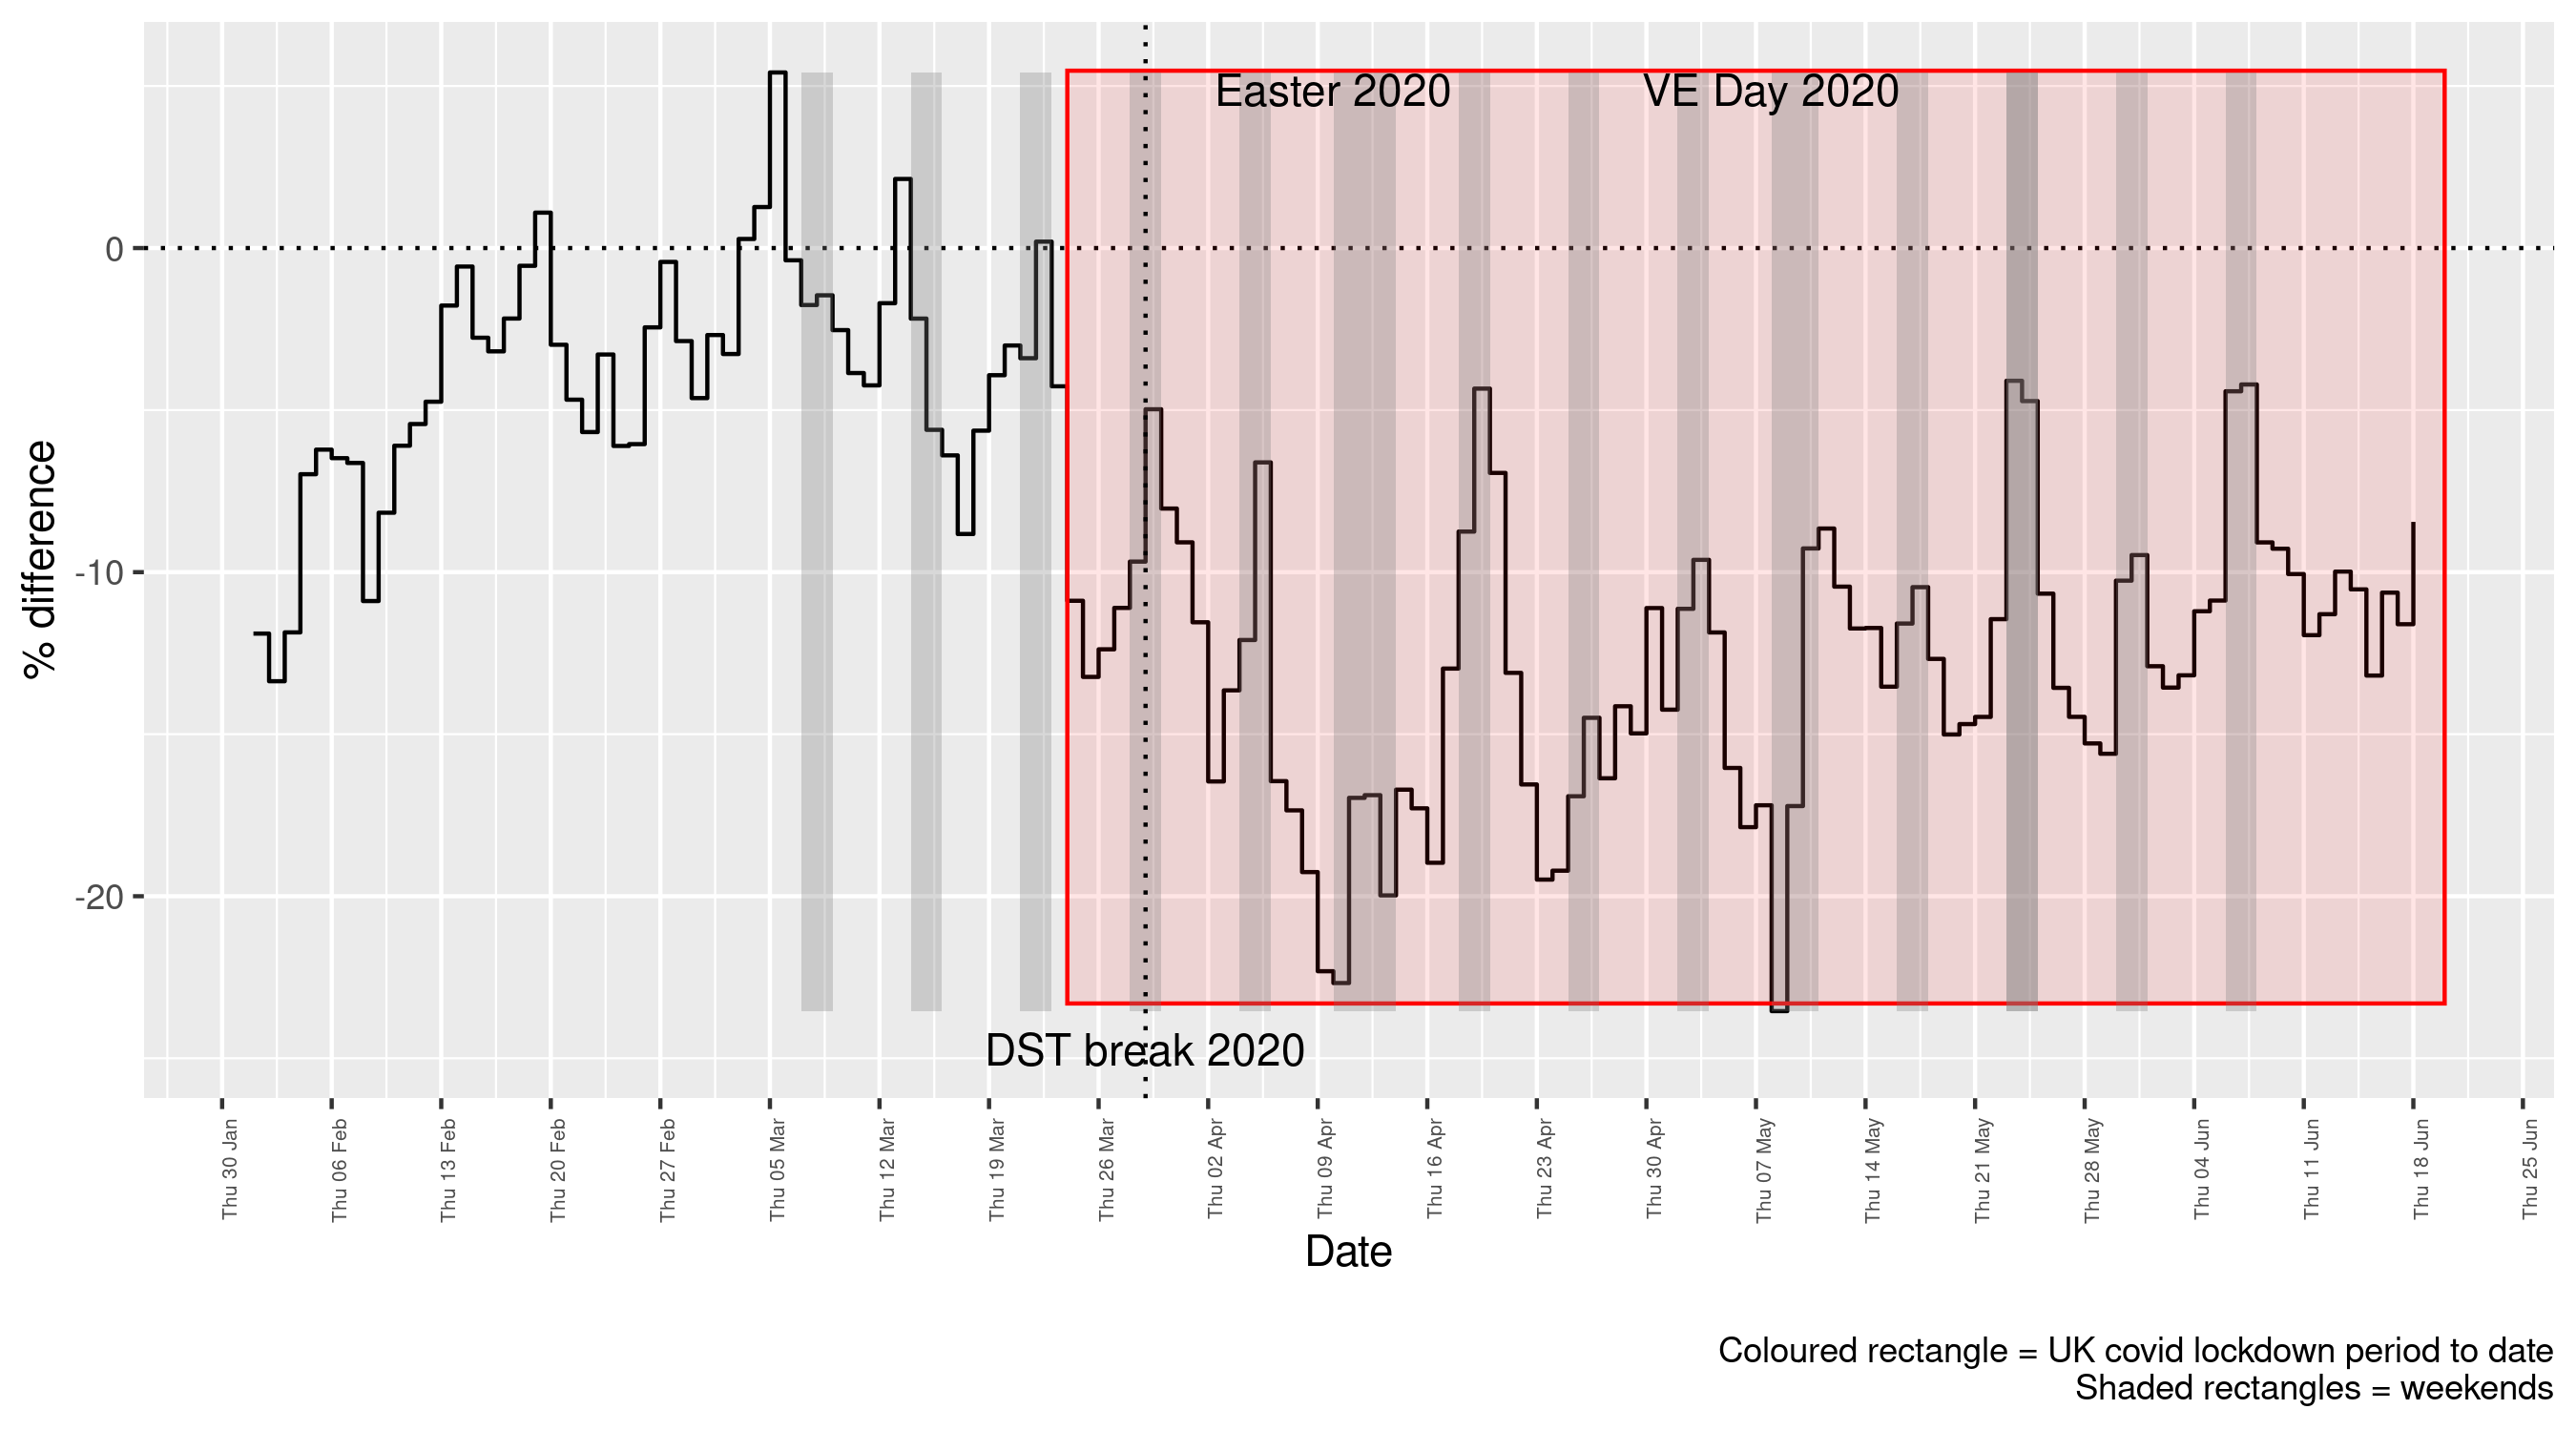 Easter 2020
VE Day 2020
0
-10
-20
% difference
DST break 2020
Thu 30 Jan
Thu 06 Feb
Thu 13 Feb
Thu 20 Feb
Thu 27 Feb
Thu 05 Mar
Thu 12 Mar
Thu 19 Mar
Thu 26 Mar
Thu 02 Apr
Thu 09 Apr
Thu 16 Apr
Thu 23 Apr
Thu 30 Apr
Thu 07 May
Thu 14 May
Thu 21 May
Thu 28 May
Thu 04 Jun
Thu 11 Jun
Thu 18 Jun
Thu 25 Jun
Date
Coloured rectangle = UK covid lockdown period to date
Shaded rectangles = weekends